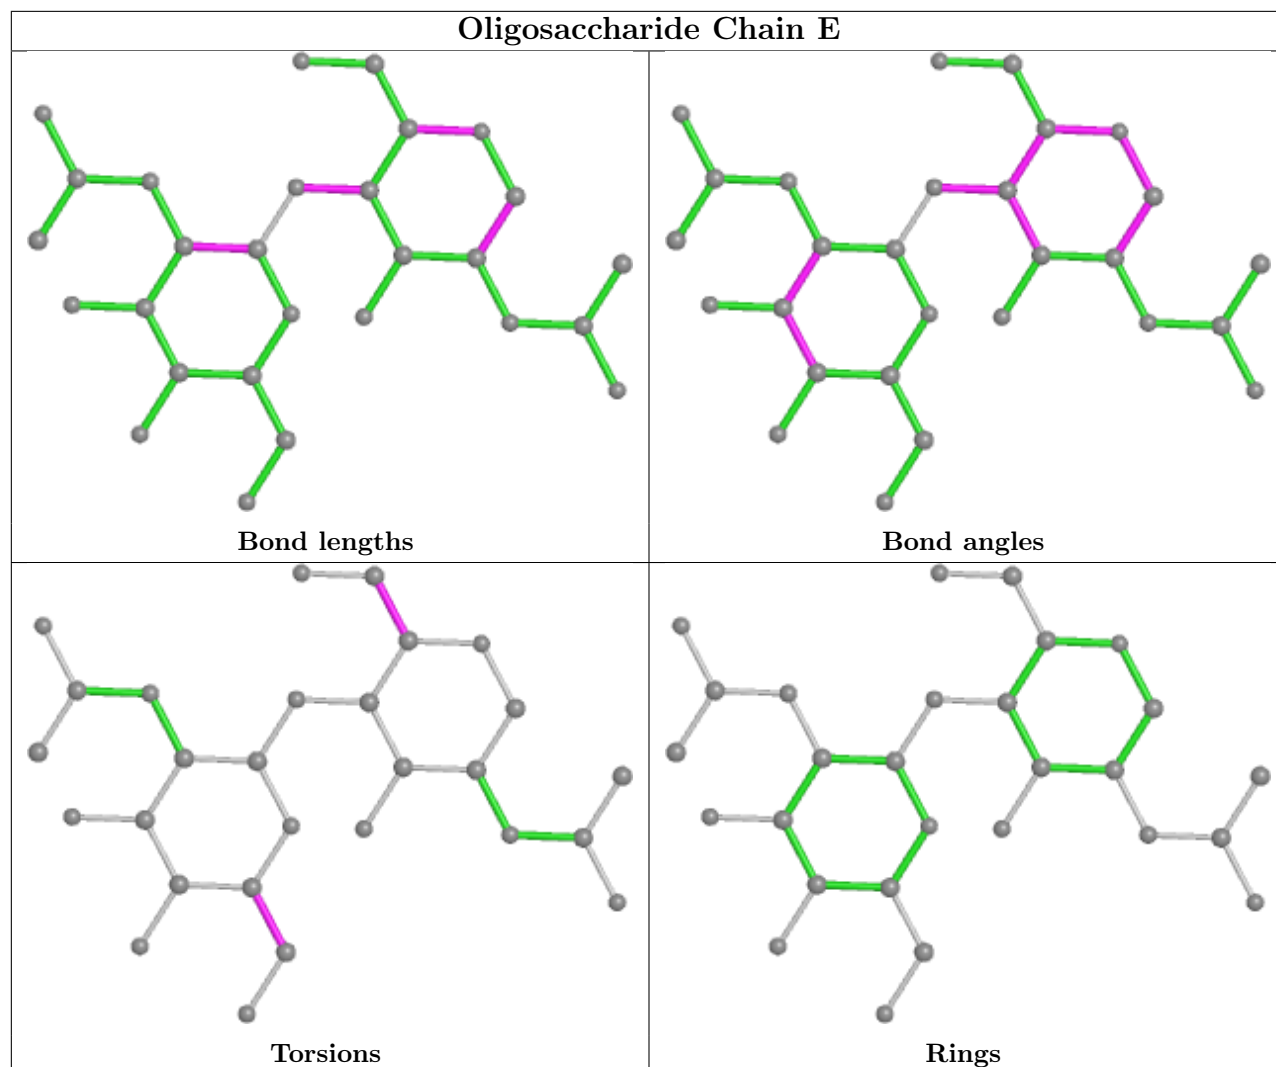 Oligosaccharide Chain E
Bond lengths
Bond angles
Torsions
Rings